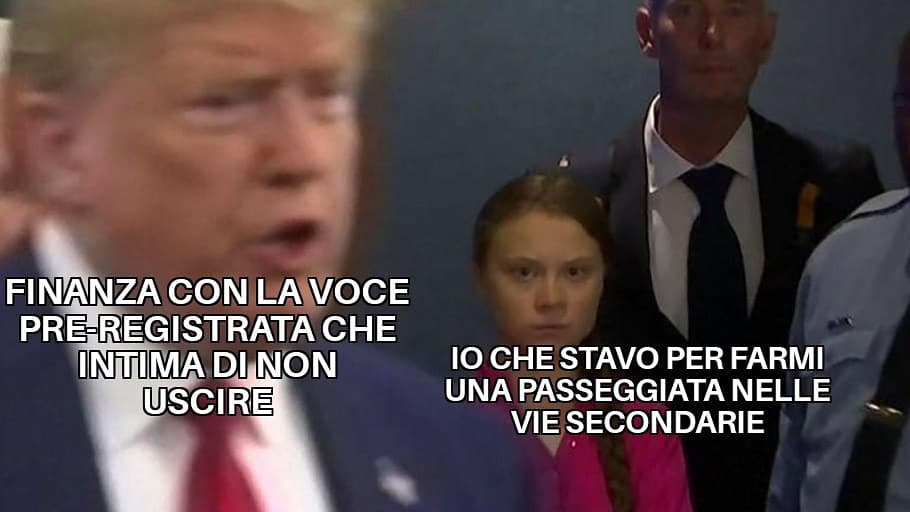 FINANZA CON LA VOCE
PRE-REGISTRATA CHE
INTIMA DI NON
USCIRE
IO CHE STAVO PER FARMI
UNA PASSEGGIATA NELLE
VIE SECONDARIE